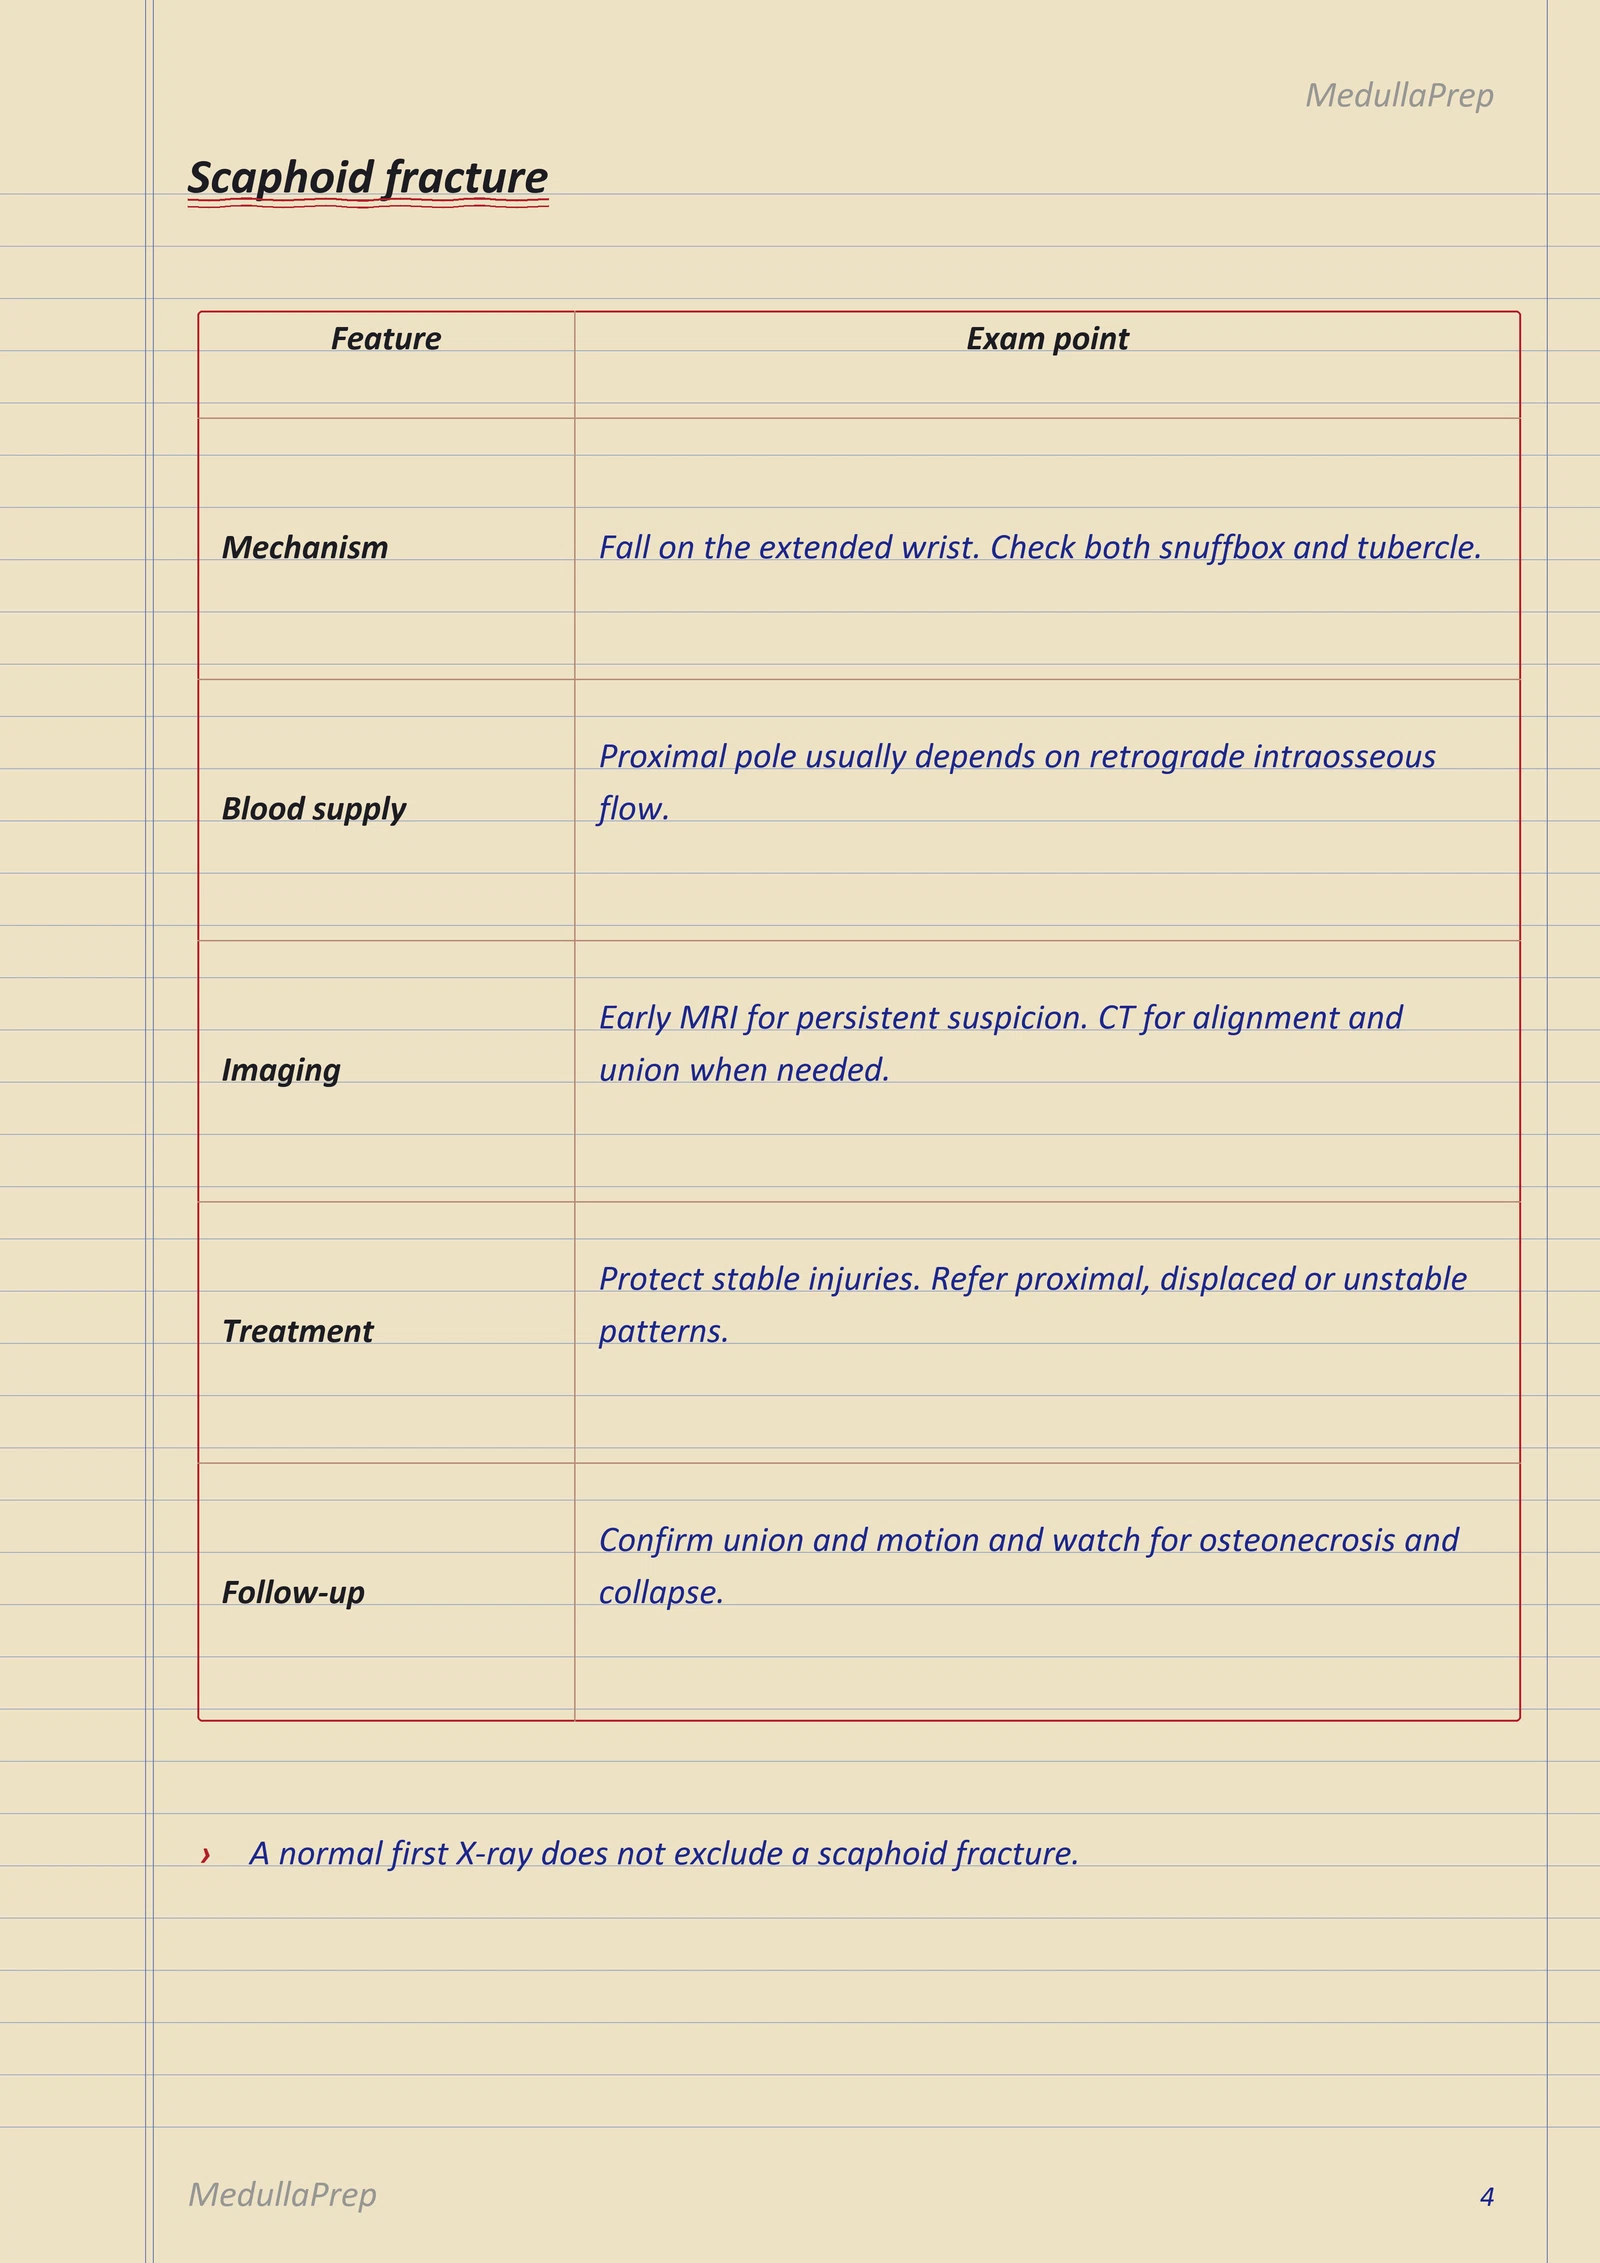 MedullaPrep
Scaphoid fracture
Feature Exam point
Mechanism Fall on the extended wrist. Check both snuffbox and tubercle.
Blood supply Proximal pole usually depends on retrograde intraosseous
flow.
Imaging Early MRI for persistent suspicion. CT for alignment and
union when needed.
Treatment Protect stable injuries. Refer proximal, displaced or unstable
patterns.
Follow-up Confirm union and motion and watch for osteonecrosis and
collapse.
› A normal first X-ray does not exclude a scaphoid fracture.
MedullaPrep 4